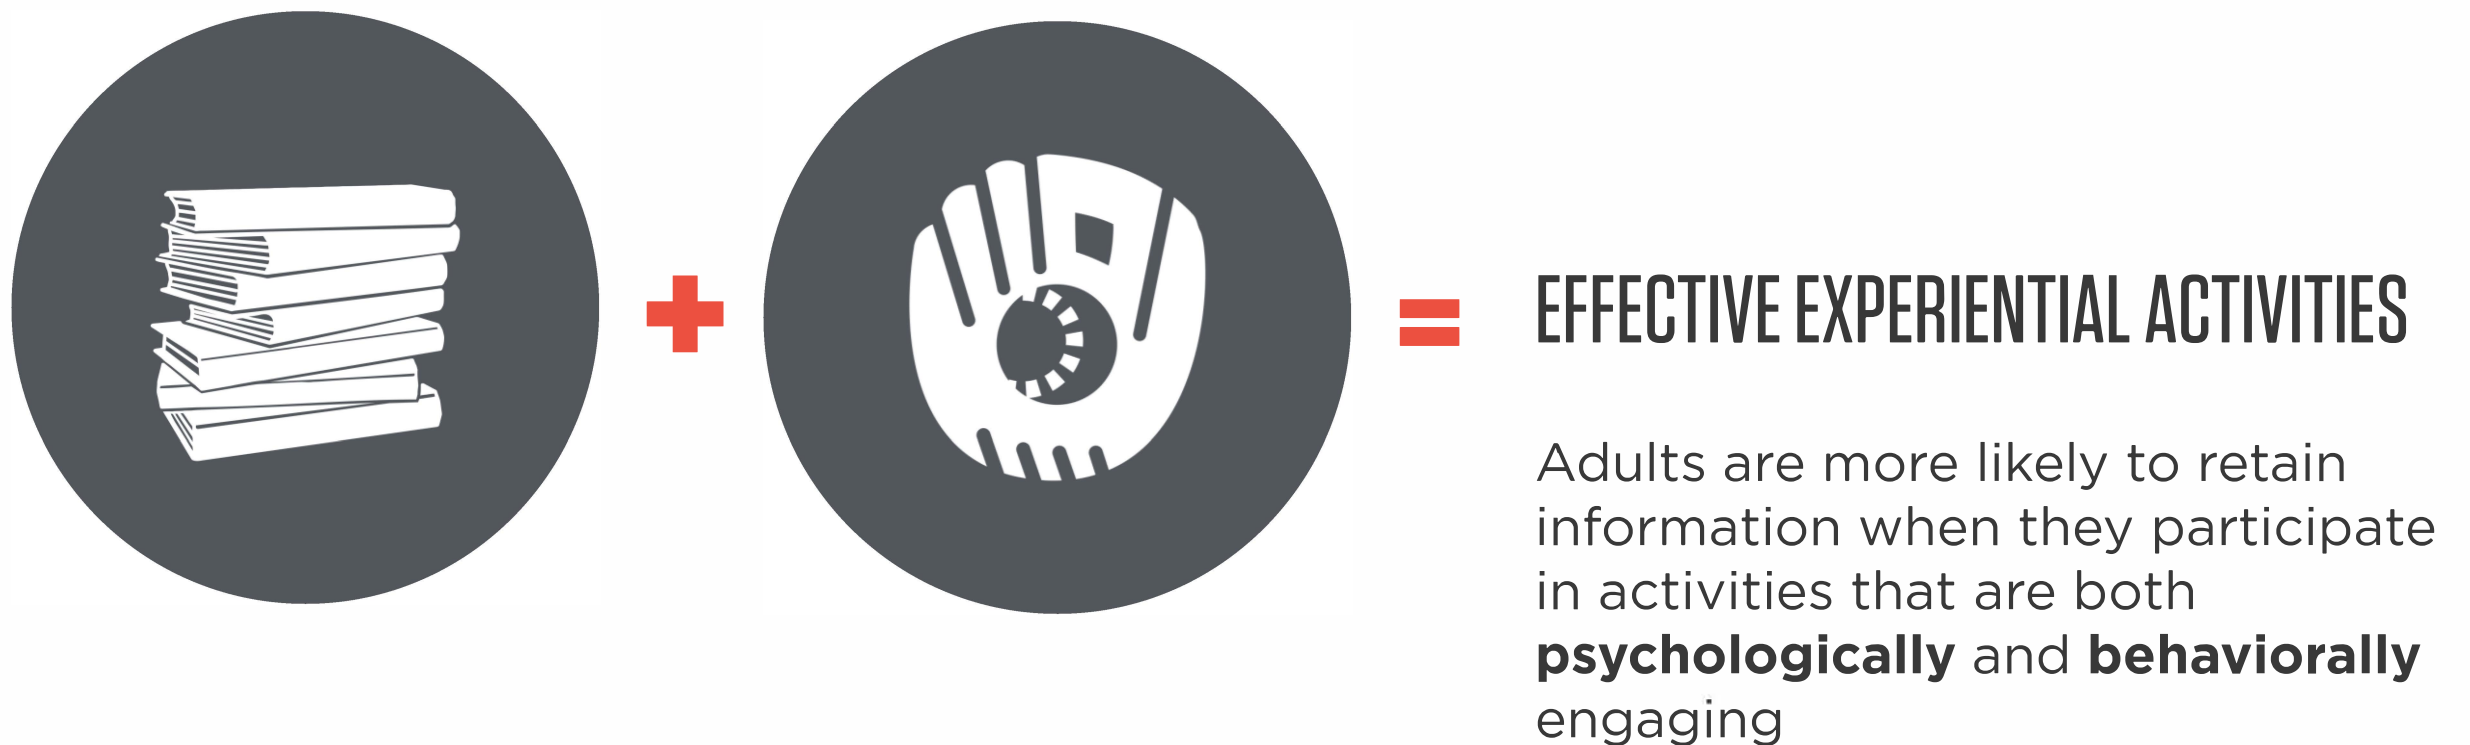 EFFECTIVE EXPERIENTIAL ACTIVITIES
Adults are more likely to retain
information when they participate
in activities that are both
psychologically and behaviorally
engaging